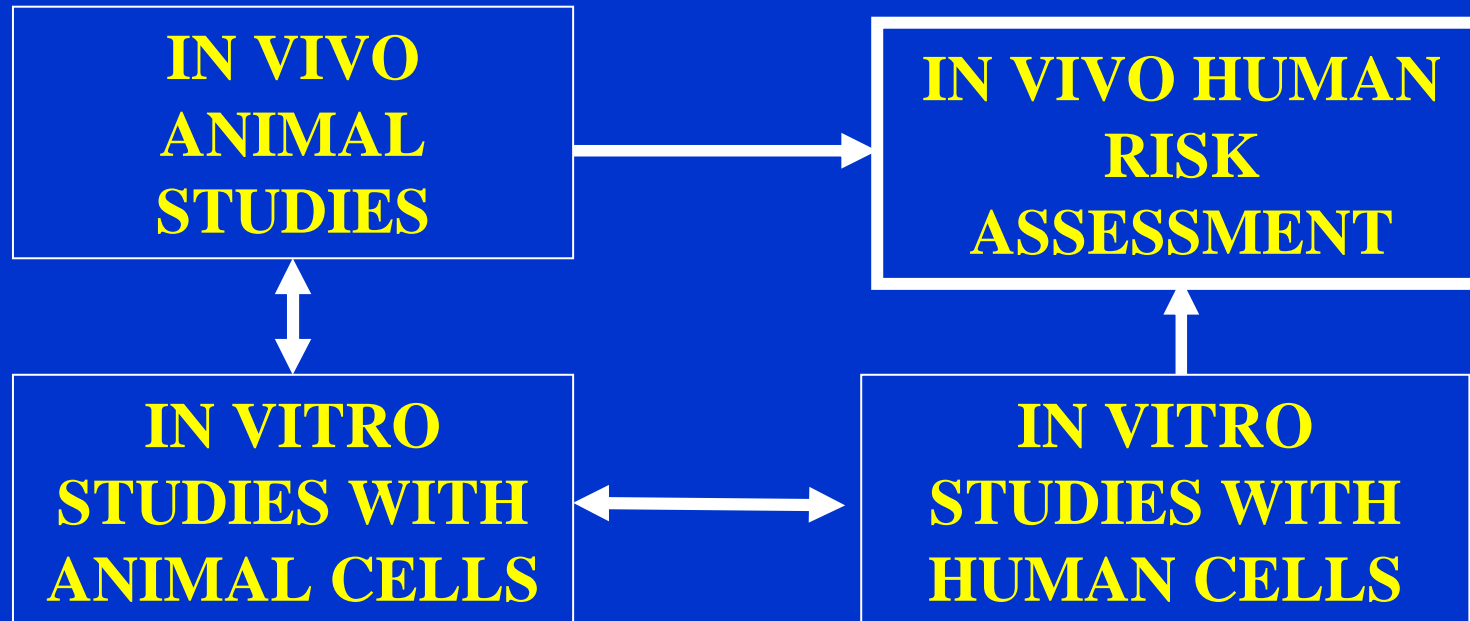 IN VIVO
ANIMAL
STUDIES
IN VIVO HUMAN
RISK
ASSESSMENT
IN VITRO
STUDIES WITH
ANIMAL CELLS
IN VITRO
STUDIES WITH
HUMAN CELLS